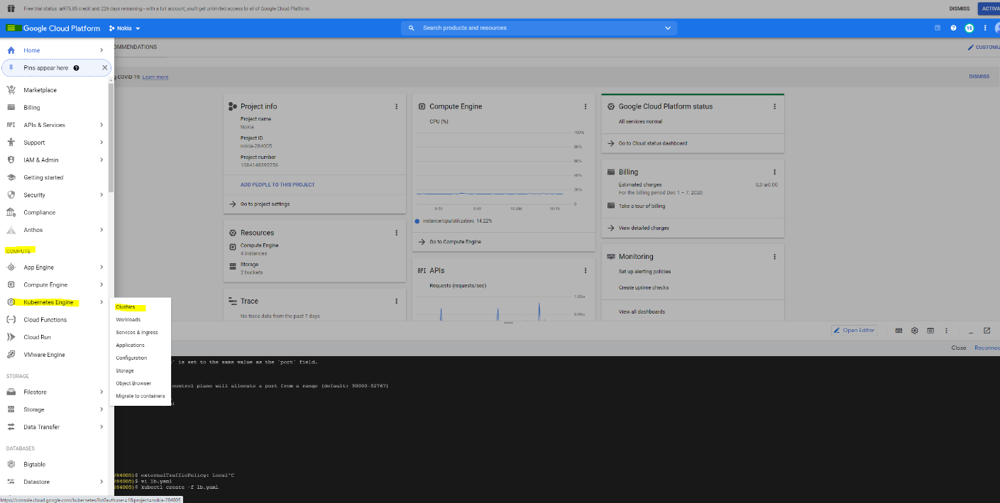 Free trial status: ₪975.85 credit and 226 days remaining - with a full account, you'll get unlimited access to all of Google Cloud Platform.
DISMISS
ACTIVA
Google Cloud Platform
Nokia
Search products and resources
15
Home
Pins appear here
Marketplace
Billing
APIs & Services
Support
IAM & Admin
Getting started
Security
Compliance
Anthos
COMPUTE
App Engine
Compute Engine
Kubernetes Engine
Cloud Functions
Cloud Run
VMware Engine
STORAGE
Filestore
Storage
Data Transfer
DATABASES
Bigtable
Datastore
Clusters
Workloads
Services & Ingress
Applications
Configuration
Storage
Object Browser
Migrate to containers
OMMENDATIONS
CUSTOMIZ
g COVID-19. Learn more
DISMISS
Project info
Project name
Nokia
Project ID
nokia-284005
Project number
1084148392256
ADD PEOPLE TO THIS PROJECT
Go to project settings
Resources
Compute Engine
4 instances
Storage
2 buckets
Trace
No trace data from the past 7 days
Compute Engine
CPU (%)
100%
80%
60%
40%
20%
0
9:30
9:45
10 AM
10:15
instance/cpu/utilization: 14.22%
Go to Compute Engine
API APIs
Requests (requests/sec)
1.00/s
0.95/s
Google Cloud Platform status
All services normal
Go to Cloud status dashboard
Billing
Estimated charges
ILS ₪0.00
For the billing period Dec 1 – 7, 2020
Take a tour of billing
View detailed charges
Monitoring
Set up alerting policies
Create uptime checks
View all dashboards
Open Editor
Close
Reconnec
` is set to the same value as the `port` field.
control plane will allocate a port from a range (default: 30000-32767)
284005)$ externalTrafficPolicy: Local^C
284005)$ vi lb.yaml
284005)$ kubectl create -f lb.yaml
https://console.cloud.google.com/kubernetes/list?authuser=1&project=nokia-284005